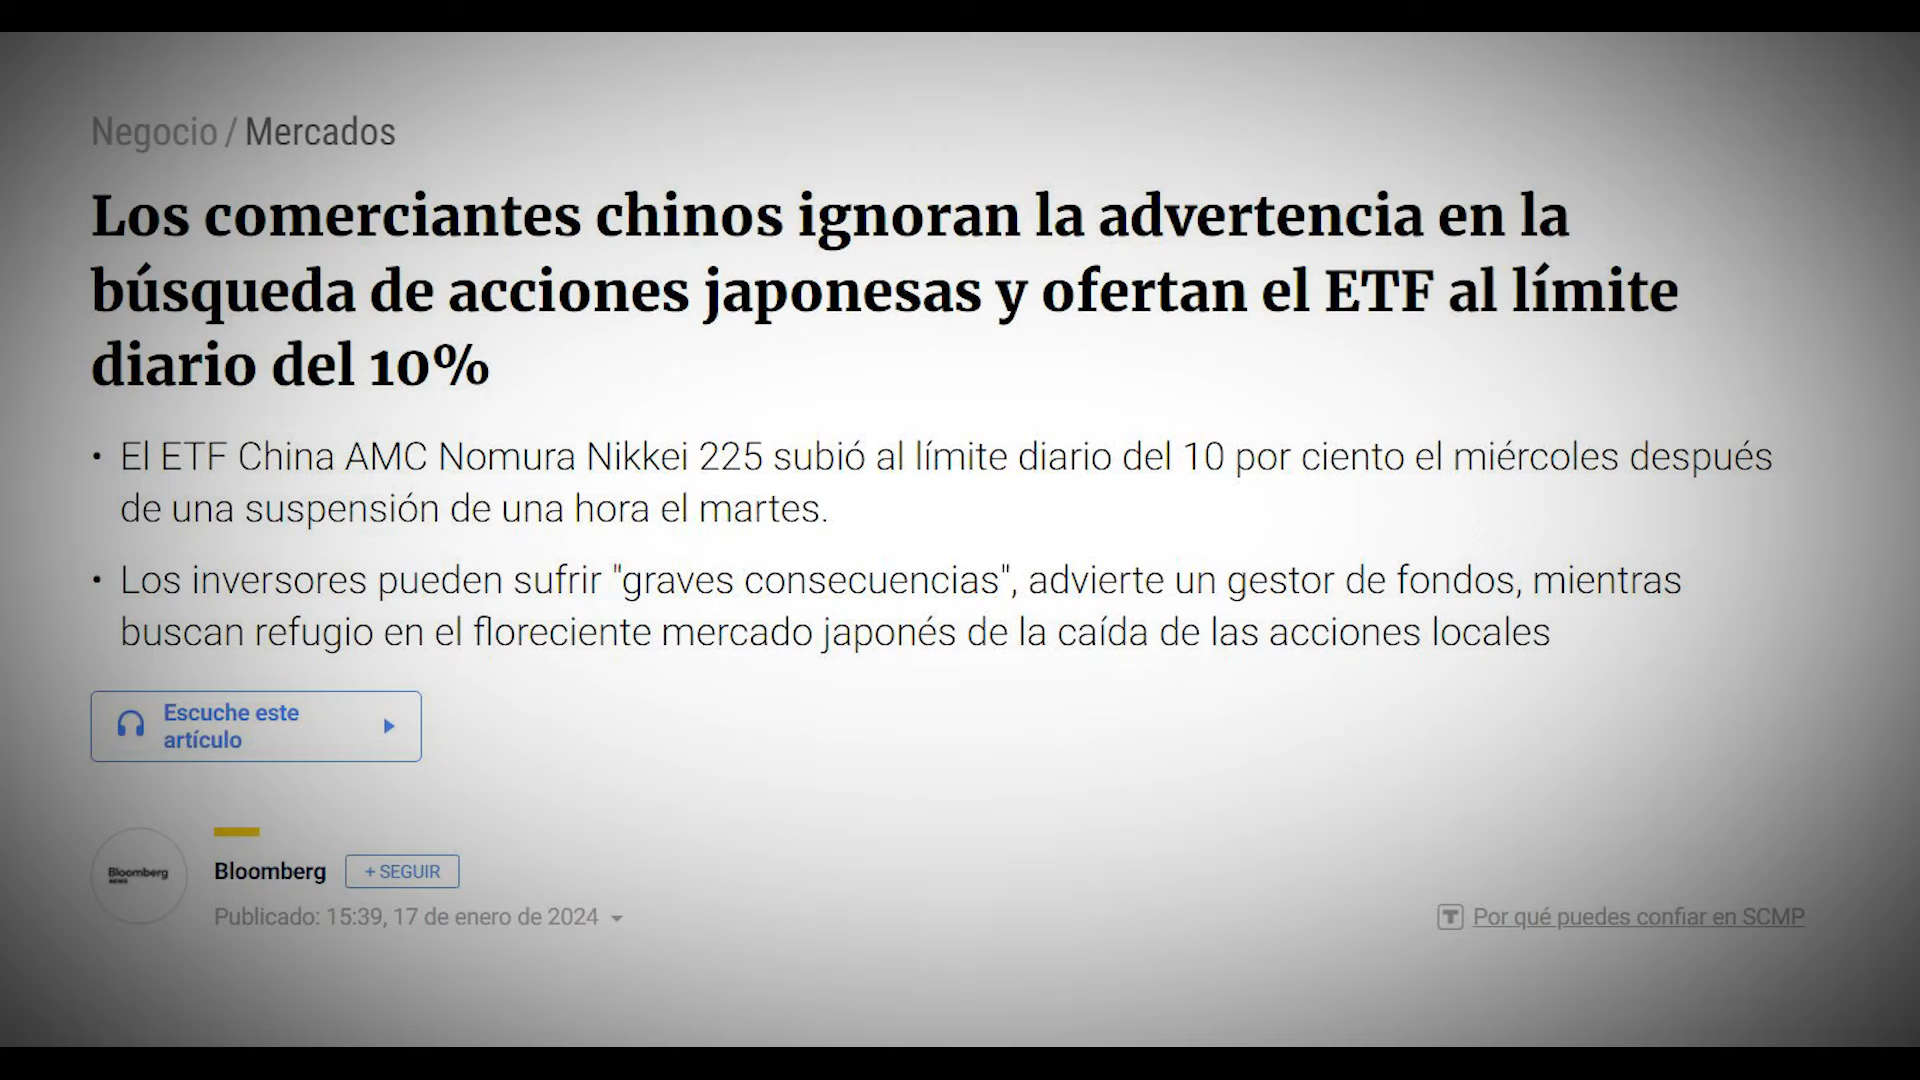 Negocio / Mercados
Los comerciantes chinos ignoran la advertencia en la
búsqueda de acciones japonesas y ofertan el ETF al límite
diario del 10%
• El ETF China AMC Nomura Nikkei 225 subió al límite diario del 10 por ciento el miércoles después
de una suspensión de una hora el martes.
• Los inversores pueden sufrir "graves consecuencias", advierte un gestor de fondos, mientras
buscan refugio en el floreciente mercado japonés de la caída de las acciones locales
Escuche este
artículo
Bloomberg
NEWS
Bloomberg
+ SEGUIR
Publicado: 15:39, 17 de enero de 2024
T Por qué puedes confiar en SCMP